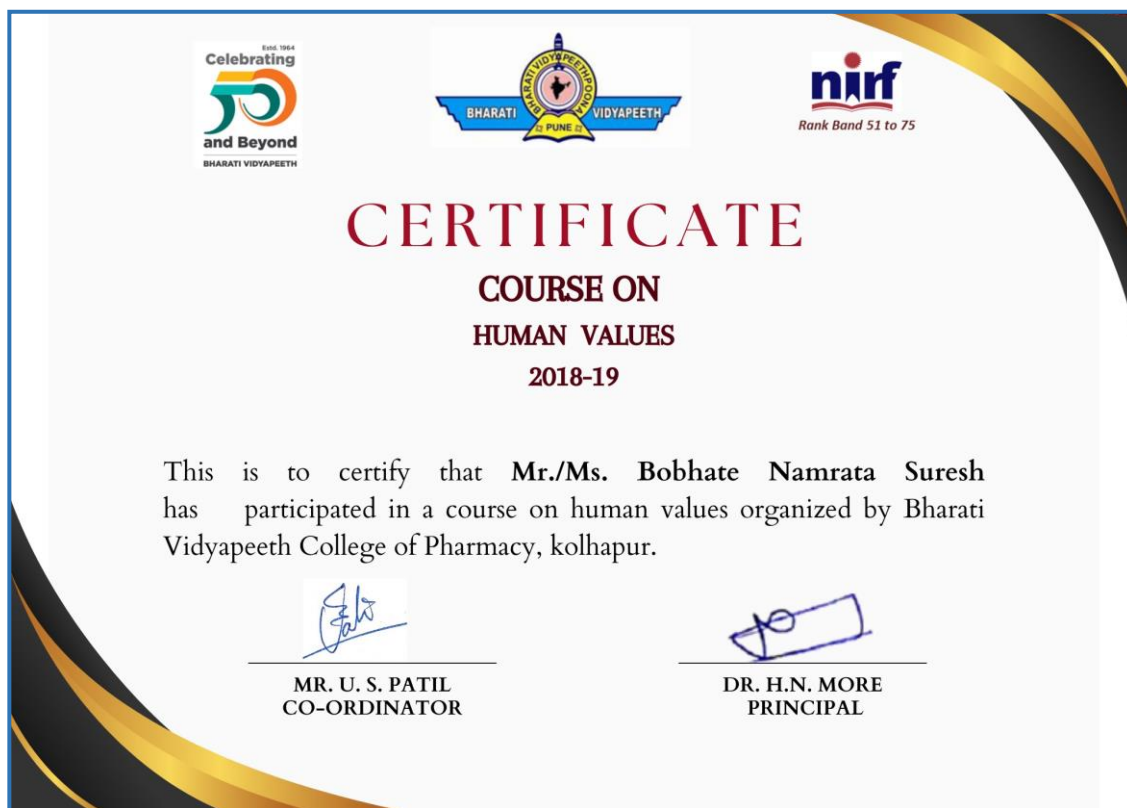 Estd. 1964
Celebrating
50
and Beyond
BHARATI VIDYAPEETH
BHARATI VIDYAPEETHPOONA
BHARATI
VIDYAPEETH
PUNE
nirf
Rank Band 51 to 75
CERTIFICATE
COURSE ON
HUMAN VALUES
2018-19
This is to certify that Mr./Ms. Bobhate Namrata Suresh
has participated in a course on human values organized by Bharati
Vidyapeeth College of Pharmacy, kolhapur.
MR. U. S. PATIL
CO-ORDINATOR
DR. H.N. MORE
PRINCIPAL